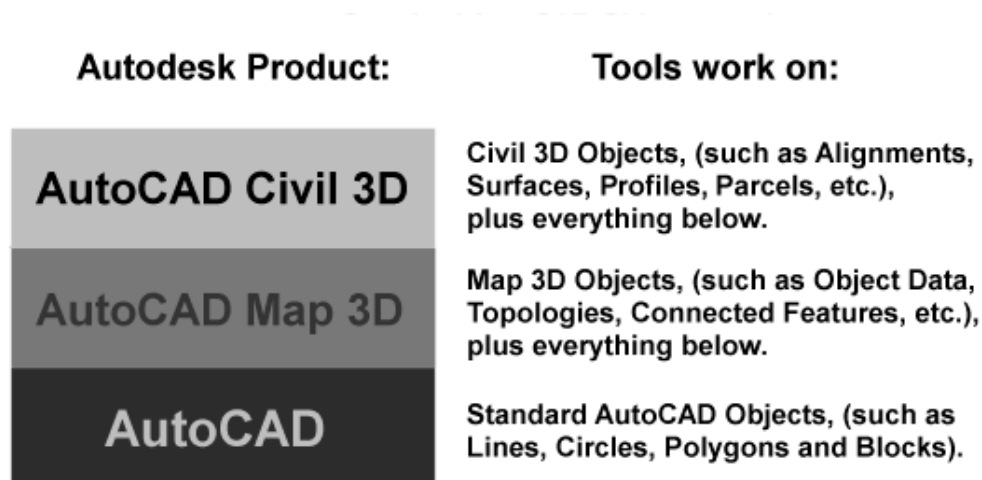 Autodesk Product:
Tools work on:
AutoCAD Civil 3D
Civil 3D Objects, (such as Alignments,
Surfaces, Profiles, Parcels, etc.),
plus everything below.
AutoCAD Map 3D
Map 3D Objects, (such as Object Data,
Topologies, Connected Features, etc.),
plus everything below.
AutoCAD
Standard AutoCAD Objects, (such as
Lines, Circles, Polygons and Blocks).